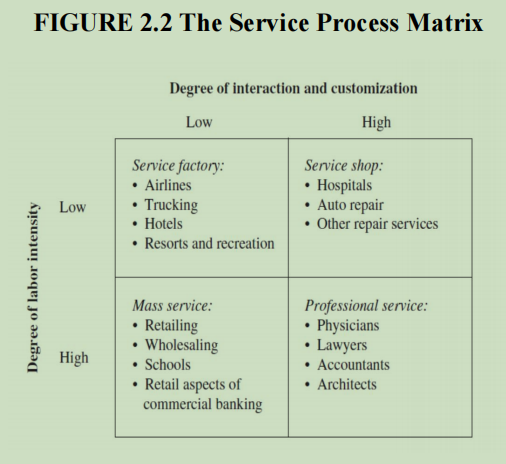 FIGURE 2.2 The Service Process Matrix
Degree of interaction and customization
Low
High
Degree of labor intensity
Low
Service factory:
• Airlines
• Trucking
• Hotels
• Resorts and recreation
Service shop:
• Hospitals
• Auto repair
• Other repair services
High
Mass service:
• Retailing
• Wholesaling
• Schools
• Retail aspects of
commercial banking
Professional service:
• Physicians
• Lawyers
• Accountants
• Architects